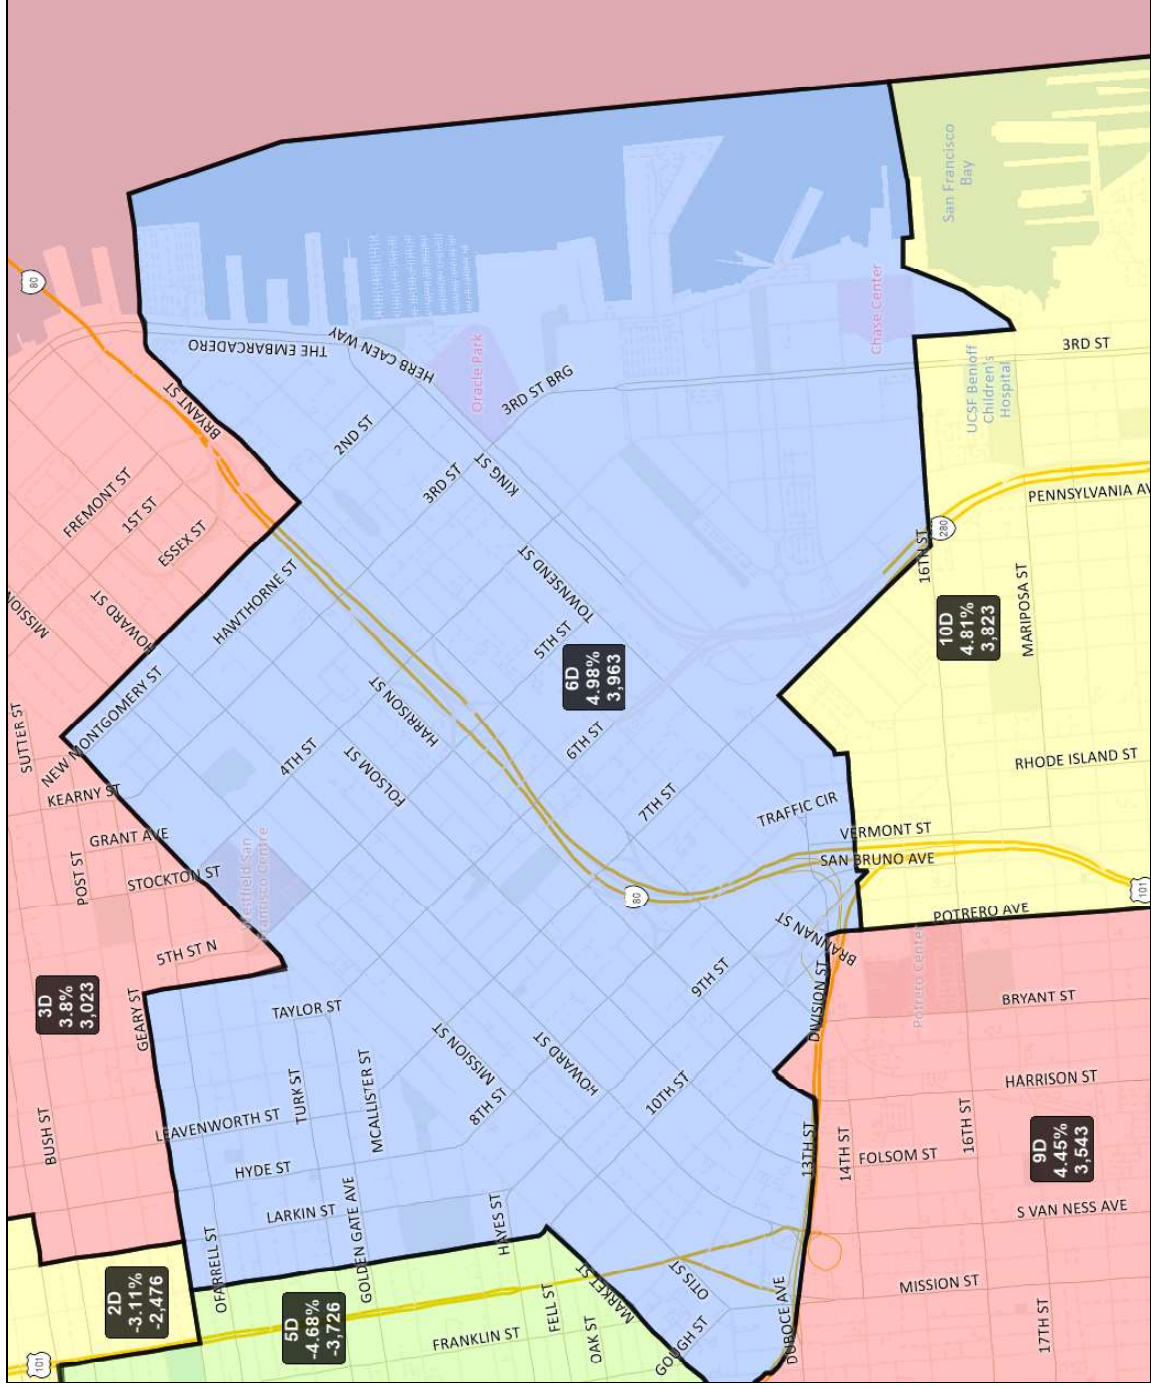 80
THE EMBARCADERO
HERB CAEN WAY
BRYANT ST
Oracle Park
3RD ST BRG
Chase Center
San Francisco
Bay
3RD ST
UCSF Benioff
Children's
Hospital
FREMONT ST
1ST ST
ESSEX ST
2ND ST
3RD ST
KING ST
MISSION
HOWARD ST
HAWTHORNE ST
TOWNSEND ST
5TH ST
16TH ST
280
PENNSYLVANIA AV
MARIPOSA ST
10D
4.81%
3,823
6D
4.98%
3,963
SUTTER ST
NEW MONTGOMERY ST
KEARNY ST
4TH ST
FOLSOM ST
HARRISON ST
6TH ST
7TH ST
TRAFFIC CIR
RHODE ISLAND ST
VERMONT ST
SAN BRUNO AVE
101
GRANT AVE
POST ST
STOCKTON ST
5TH ST N
80
POTRERO AVE
BRANNAN ST
Potrero Center
3D
3.8%
3,023
GEARY ST
TAYLOR ST
9TH ST
DIVISION ST
BRYANT ST
BUSH ST
LEAVENWORTH ST
TURK ST
MCALLISTER ST
MISSION ST
8TH ST
HOWARD ST
10TH ST
HARRISON ST
13TH ST
14TH ST
FOLSOM ST
16TH ST
9D
4.45%
3,543
HYDE ST
LARKIN ST
GOLDEN GATE AVE
HAYES ST
S VAN NESS AVE
2D
-3.11%
-2,476
OFARRELL ST
5D
-4.68%
-3,726
FRANKLIN ST
FELL ST
OAK ST
MARKET ST
OTIS ST
GOUGH ST
DUBOCE AVE
MISSION ST
17TH ST
101